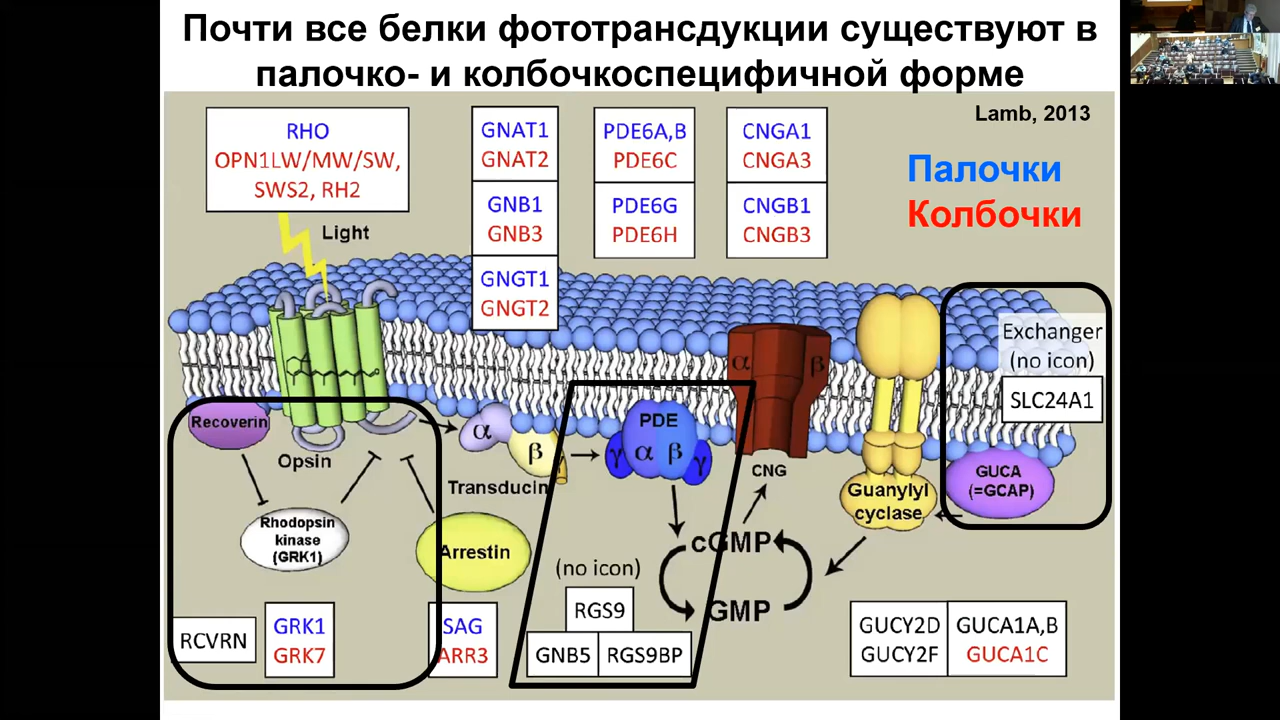 Почти все белки фототрансдукции существуют в
палочко- и колбочкоспецифичной форме
Lamb, 2013
RHO
OPN1LW/MW/SW,
SWS2, RH2
GNAT1
GNAT2
GNB1
GNB3
GNGT1
GNGT2
PDE6A,B
PDE6C
PDE6G
PDE6H
CNGA1
CNGA3
CNGB1
CNGB3
Палочки
Колбочки
Light
Exchanger
(no icon)
SLC24A1
Recoverin
Opsin
α
β
Transducin
PDE
γ α β γ
α β
CNG
Guanylyl
cyclase
GUCA
(=GCAP)
Rhodopsin
kinase
(GRK1)
Arrestin
cGMP
GMP
(no icon)
RGS9
GNB5
RGS9BP
RCVRN
GRK1
GRK7
SAG
ARR3
GUCY2D
GUCY2F
GUCA1A,B
GUCA1C